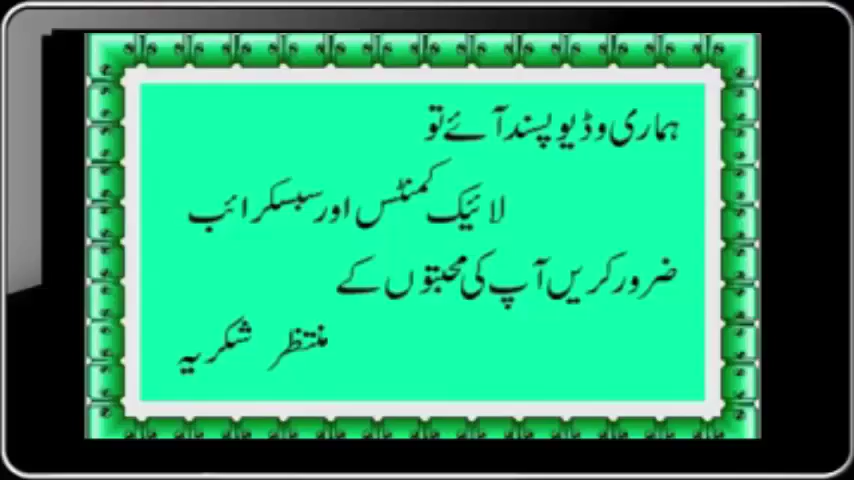 ہماری وڈیو پسند آئے تو
لائیک کمنٹس اور سبسکرائب
ضرور کریں آپ کی محبتوں کے
منتظر شکریہ